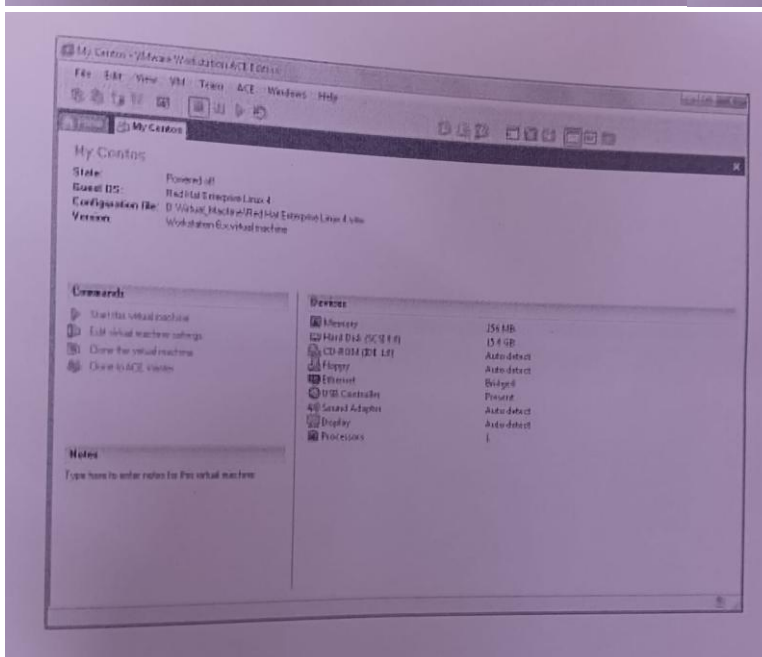 My Centos - VMware Workstation ACE Edition
File Edit View VM Team ACE Windows Help
My Centos
My Centos
State: Powered off
Guest OS: Red Hat Enterprise Linux 4
Configuration file: D:\Virtual_Machine\Red Hat Enterprise Linux 4.vmx
Version: Workstation 6.x virtual machine
Commands
Start this virtual machine
Edit virtual machine settings
Clone this virtual machine
Clone to ACE master
Devices
Memory 256 MB
Hard Disk (SCSI 0:0)
CD-ROM (IDE 1:0) Auto detect
Floppy Auto detect
Ethernet Bridged
USB Controller Present
Sound Adapter Auto detect
Display Auto detect
Processors 1
Notes
Type here to enter notes for this virtual machine